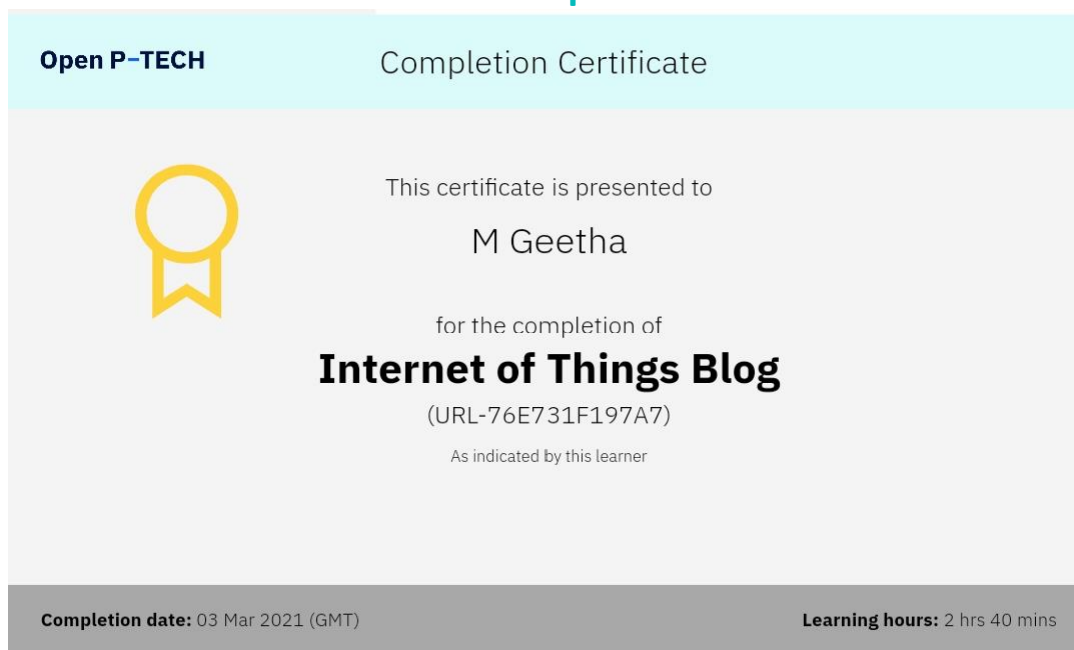 Open P-TECH
Completion Certificate
This certificate is presented to
M Geetha
for the completion of
Internet of Things Blog
(URL-76E731F197A7)
As indicated by this learner
Completion date: 03 Mar 2021 (GMT)
Learning hours: 2 hrs 40 mins